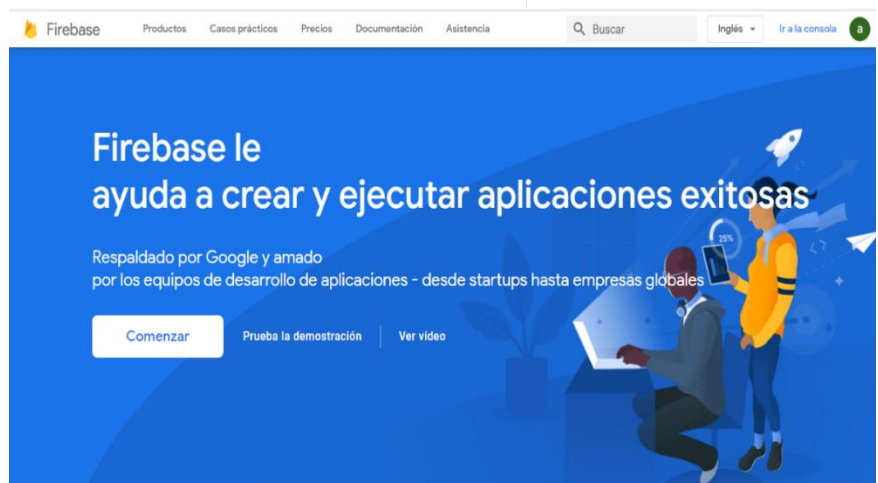 Firebase Productos Casos prácticos Precios Documentación Asistencia Buscar Inglés Ir a la consola a
Firebase le
ayuda a crear y ejecutar aplicaciones exitosas
25%
Respaldado por Google y amado
por los equipos de desarrollo de aplicaciones - desde startups hasta empresas globales
Comenzar Prueba la demostración Ver vídeo